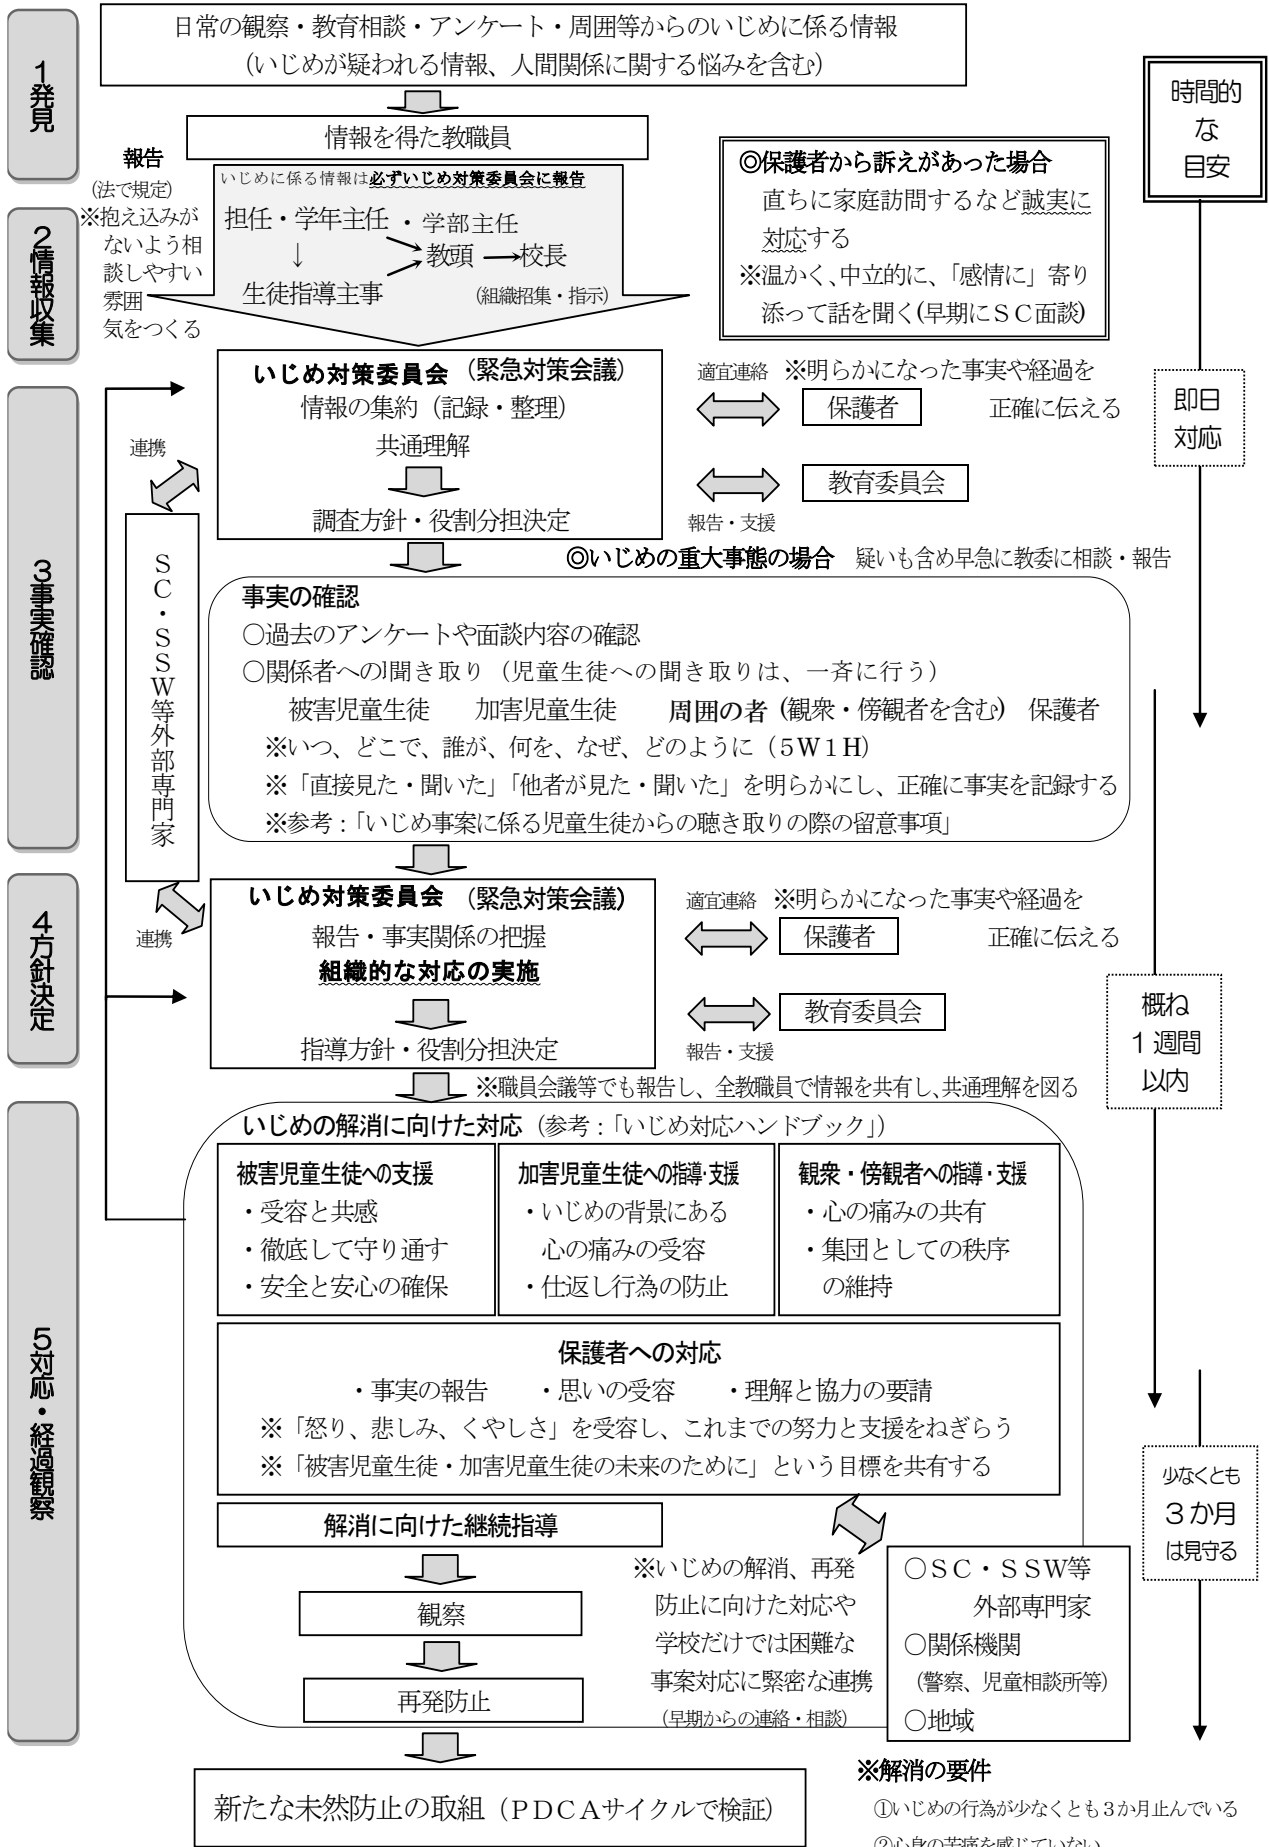 1発見
日常の観察・教育相談・アンケート・周囲等からのいじめに係る情報
(いじめが疑われる情報、人間関係に関する悩みを含む)
情報を得た教職員
時間的
な
目安
報告
(法で規定)
※抱え込みが
ないよう相
談しやすい
雰囲
気をつくる
いじめに係る情報は必ずいじめ対策委員会に報告
担任・学年主任 ・学部主任
↓
教頭 → 校長
生徒指導主事
(組織招集・指示)
◎保護者から訴えがあった場合
直ちに家庭訪問するなど誠実に
対応する
※温かく、中立的に、「感情に」寄り
添って話を聞く(早期にＳＣ面談)
2情報収集
3事実確認
いじめ対策委員会 (緊急対策会議)
情報の集約 (記録・整理)
共通理解
調査方針・役割分担決定
適宜連絡 ※明らかになった事実や経過を
保護者 正確に伝える
教育委員会
報告・支援
即日
対応
連携
ＳＣ・ＳＳＷ等外部専門家
連携
◎いじめの重大事態の場合 疑いも含め早急に教委に相談・報告
事実の確認
○過去のアンケートや面談内容の確認
○関係者への聞き取り (児童生徒への聞き取りは、一斉に行う)
被害児童生徒 加害児童生徒 周囲の者 (観衆・傍観者を含む) 保護者
※いつ、どこで、誰が、何を、なぜ、どのように (５Ｗ１Ｈ)
※「直接見た・聞いた」「他者が見た・聞いた」を明らかにし、正確に事実を記録する
※参考：「いじめ事案に係る児童生徒からの聴き取りの際の留意事項」
4方針決定
いじめ対策委員会 (緊急対策会議)
報告・事実関係の把握
組織的な対応の実施
指導方針・役割分担決定
適宜連絡 ※明らかになった事実や経過を
保護者 正確に伝える
教育委員会
報告・支援
概ね
１週間
以内
※職員会議等でも報告し、全教職員で情報を共有し、共通理解を図る
5対応・経過観察
いじめの解消に向けた対応 (参考：「いじめ対応ハンドブック」)
被害児童生徒への支援
・受容と共感
・徹底して守り通す
・安全と安心の確保
加害児童生徒への指導・支援
・いじめの背景にある
心の痛みの受容
・仕返し行為の防止
観衆・傍観者への指導・支援
・心の痛みの共有
・集団としての秩序
の維持
保護者への対応
・事実の報告 ・思いの受容 ・理解と協力の要請
※「怒り、悲しみ、くやしさ」を受容し、これまでの努力と支援をねぎらう
※「被害児童生徒・加害児童生徒の未来のために」という目標を共有する
解消に向けた継続指導
観察
再発防止
※いじめの解消、再発
防止に向けた対応や
学校だけでは困難な
事案対応に緊密な連携
(早期からの連絡・相談)
○ＳＣ・ＳＳＷ等
外部専門家
○関係機関
(警察、児童相談所等)
○地域
少なくとも
３か月
は見守る
新たな未然防止の取組 (ＰＤＣＡサイクルで検証)
※解消の要件
①いじめの行為が少なくとも３か月止んでいる
②心身の苦痛を感じていない